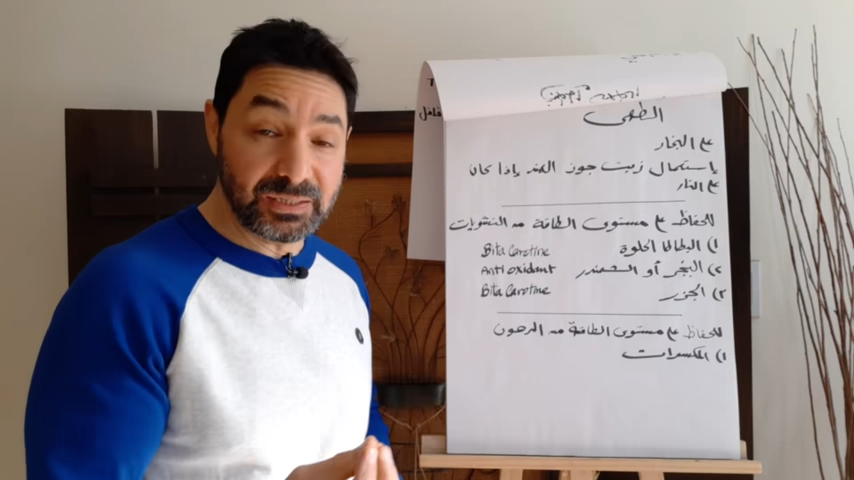 الطهي
ع البخار
إستعمال زيت جوز الهند إذا كان
ع النار
للحفاظ ع مستوى الطاقة من النشويات
١) البطاطا الحلوة Bita Carotine
٢) البنجر أو الشمندر Anti oxidant
٣) الجزر Bita Carotine
للحفاظ ع مستوى الطاقة من الدهون
١) المكسرات